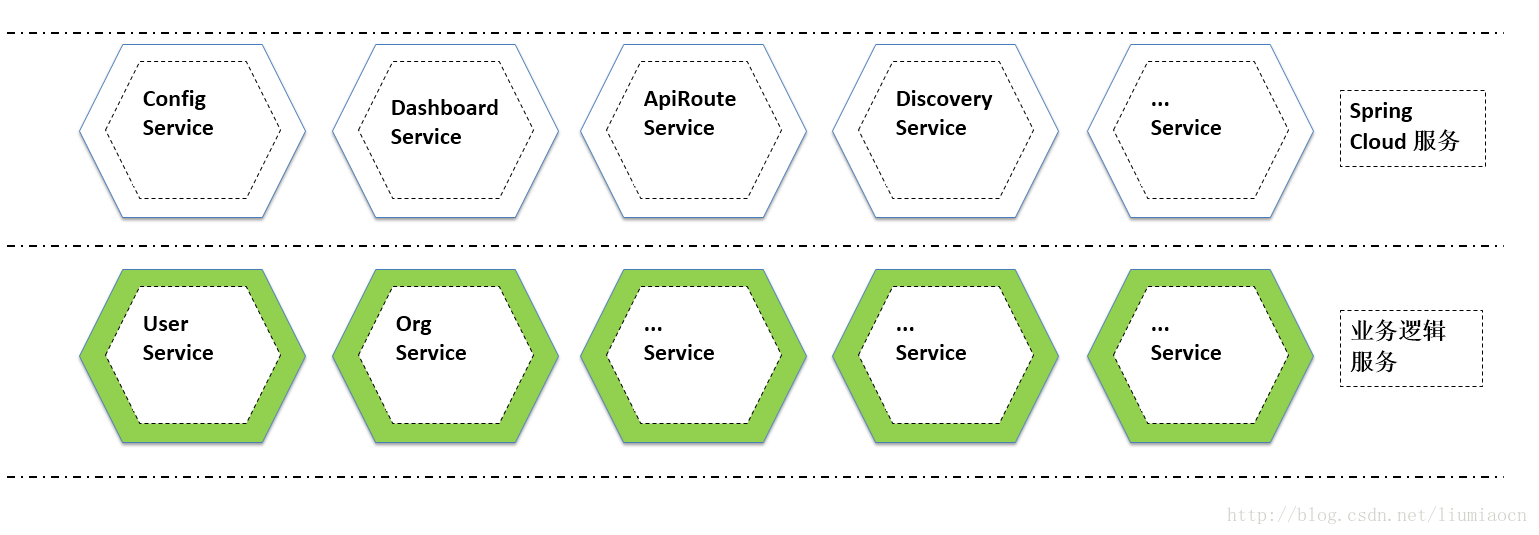 Config
Service
Dashboard
Service
ApiRoute
Service
Discovery
Service
...
Service
Spring
Cloud 服务
User
Service
Org
Service
...
Service
...
Service
...
Service
业务逻辑
服务
http://blog.csdn.net/liumiaocn